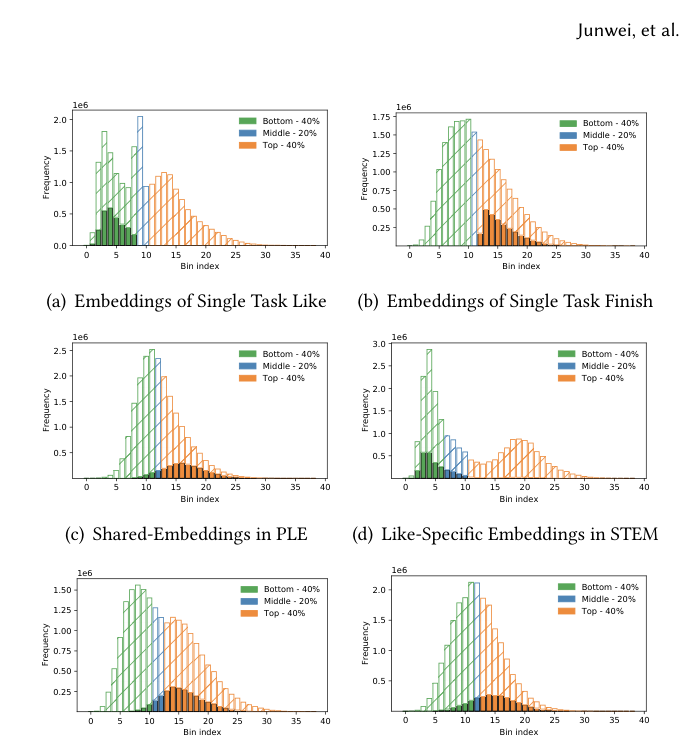 Junwei, et al.
1e6
2.0
1.5
1.0
0.5
0.0
Frequency
Bottom - 40%
Middle - 20%
Top - 40%
0 5 10 15 20 25 30 35 40
Bin index
1e6
1.75
1.50
1.25
1.00
0.75
0.50
0.25
Frequency
Bottom - 40%
Middle - 20%
Top - 40%
0 5 10 15 20 25 30 35 40
Bin index
(a) Embeddings of Single Task Like
(b) Embeddings of Single Task Finish
1e6
2.5
2.0
1.5
1.0
0.5
Frequency
Bottom - 40%
Middle - 20%
Top - 40%
0 5 10 15 20 25 30 35 40
Bin index
1e6
3.0
2.5
2.0
1.5
1.0
0.5
Frequency
Bottom - 40%
Middle - 20%
Top - 40%
0 5 10 15 20 25 30 35 40
Bin index
(c) Shared-Embeddings in PLE
(d) Like-Specific Embeddings in STEM
1e6
1.50
1.25
1.00
0.75
0.50
0.25
Frequency
Bottom - 40%
Middle - 20%
Top - 40%
0 5 10 15 20 25 30 35 40
Bin index
1e6
2.0
1.5
1.0
0.5
Frequency
Bottom - 40%
Middle - 20%
Top - 40%
0 5 10 15 20 25 30 35 40
Bin index